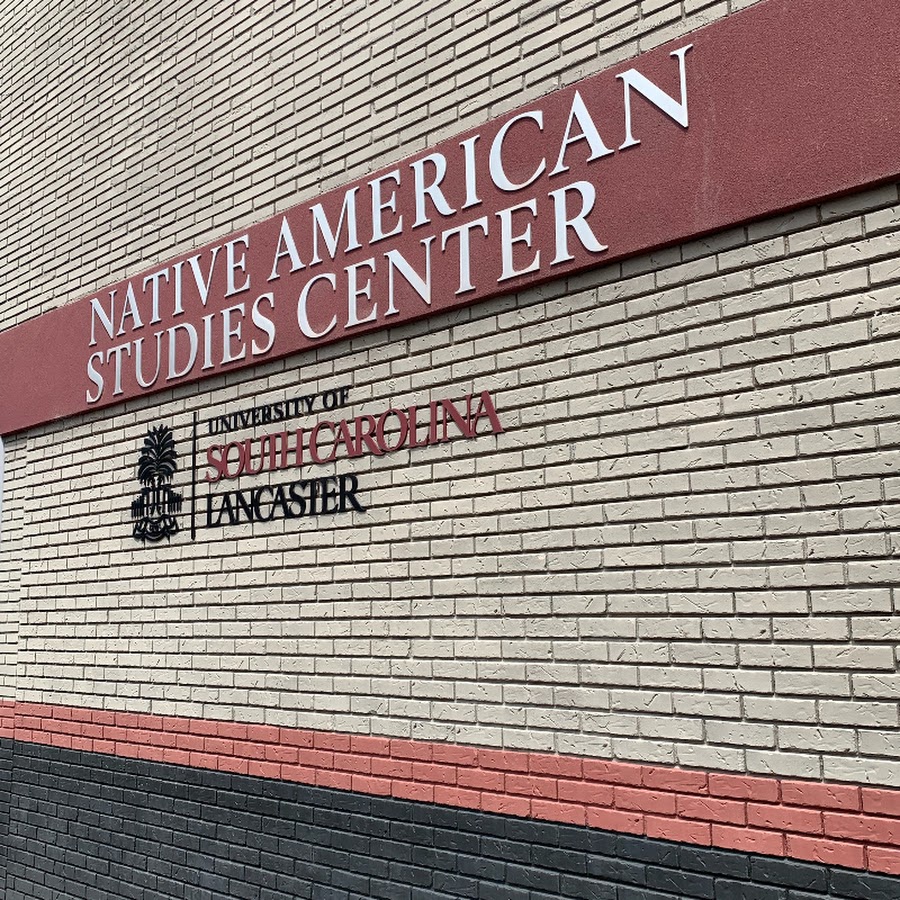 NATIVE AMERICAN
STUDIES CENTER
UNIVERSITY OF
SOUTH CAROLINA
LANCASTER